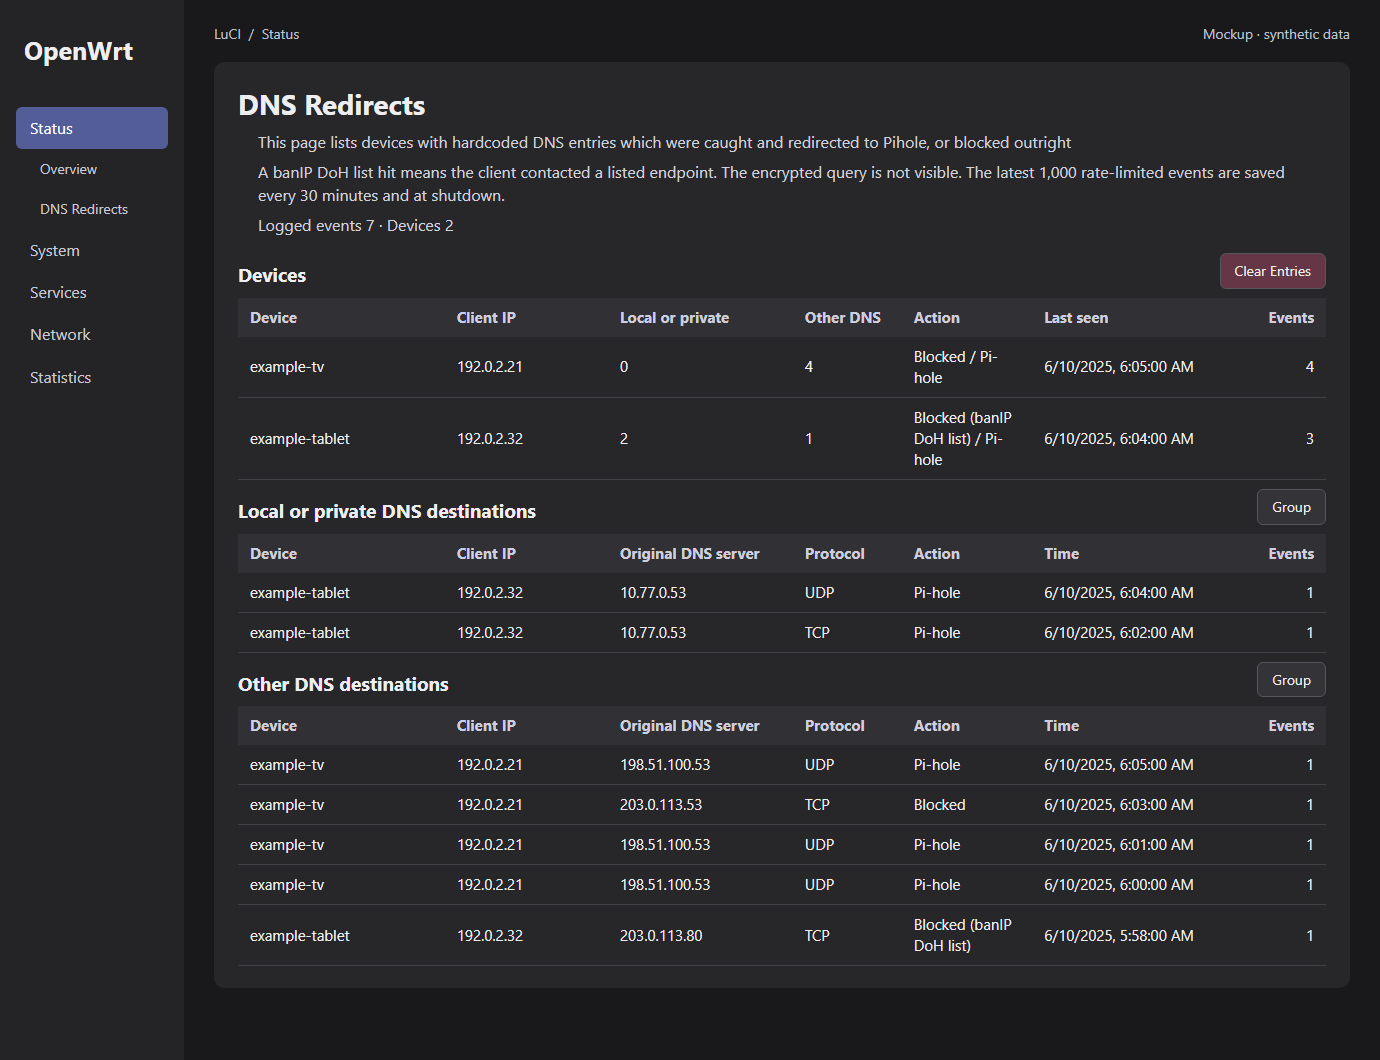 OpenWrt
Status
Overview
DNS Redirects
System
Services
Network
Statistics
LuCI / Status
Mockup · synthetic data
DNS Redirects
This page lists devices with hardcoded DNS entries which were caught and redirected to Pihole, or blocked outright
A banIP DoH list hit means the client contacted a listed endpoint. The encrypted query is not visible. The latest 1,000 rate-limited events are saved
every 30 minutes and at shutdown.
Logged events 7 · Devices 2
Devices
Clear Entries
Device Client IP Local or private Other DNS Action Last seen Events
example-tv 192.0.2.21 0 4 Blocked / Pi-
hole 6/10/2025, 6:05:00 AM 4
example-tablet 192.0.2.32 2 1 Blocked (banIP
DoH list) / Pi-
hole 6/10/2025, 6:04:00 AM 3
Local or private DNS destinations
Group
Device Client IP Original DNS server Protocol Action Time Events
example-tablet 192.0.2.32 10.77.0.53 UDP Pi-hole 6/10/2025, 6:04:00 AM 1
example-tablet 192.0.2.32 10.77.0.53 TCP Pi-hole 6/10/2025, 6:02:00 AM 1
Other DNS destinations
Group
Device Client IP Original DNS server Protocol Action Time Events
example-tv 192.0.2.21 198.51.100.53 UDP Pi-hole 6/10/2025, 6:05:00 AM 1
example-tv 192.0.2.21 203.0.113.53 TCP Blocked 6/10/2025, 6:03:00 AM 1
example-tv 192.0.2.21 198.51.100.53 UDP Pi-hole 6/10/2025, 6:01:00 AM 1
example-tv 192.0.2.21 198.51.100.53 UDP Pi-hole 6/10/2025, 6:00:00 AM 1
example-tablet 192.0.2.32 203.0.113.80 TCP Blocked (banIP
DoH list) 6/10/2025, 5:58:00 AM 1